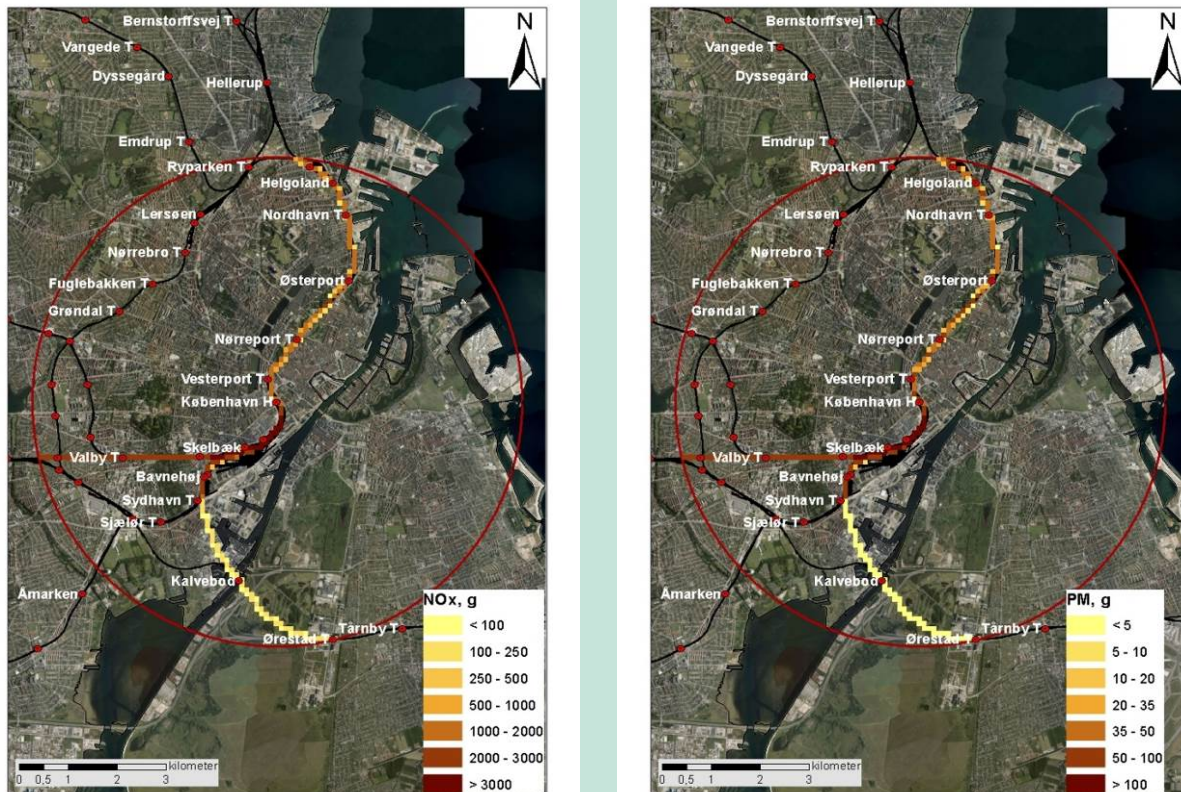 N
Bernstorffsvej T
Vangede T
Dyssegård
Hellerup
Emdrup T
Ryparken T
Helgoland
Lersøen
Nordhavn T
Nørrebro T
Fuglebakken T
Østerport
Grøndal T
Nørreport T
Vesterport T
København H
Skelbæk
Valby T
Bavnehøj
Sydhavn T
Sjælør T
Kalvebod
Åmarken
Ørestad T
Tårnby T
NOx, g
< 100
100 - 250
250 - 500
500 - 1000
1000 - 2000
2000 - 3000
> 3000
kilometer
0 0,5 1 2 3
N
Bernstorffsvej T
Vangede T
Dyssegård
Hellerup
Emdrup T
Ryparken T
Helgoland
Lersøen
Nordhavn T
Nørrebro T
Fuglebakken T
Østerport
Grøndal T
Nørreport T
Vesterport T
København H
Skelbæk
Valby T
Bavnehøj
Sydhavn T
Sjælør T
Kalvebod
Åmarken
Ørestad T
Tårnby T
PM, g
< 5
5 - 10
10 - 20
20 - 35
35 - 50
50 - 100
> 100
kilometer
0 0,5 1 2 3